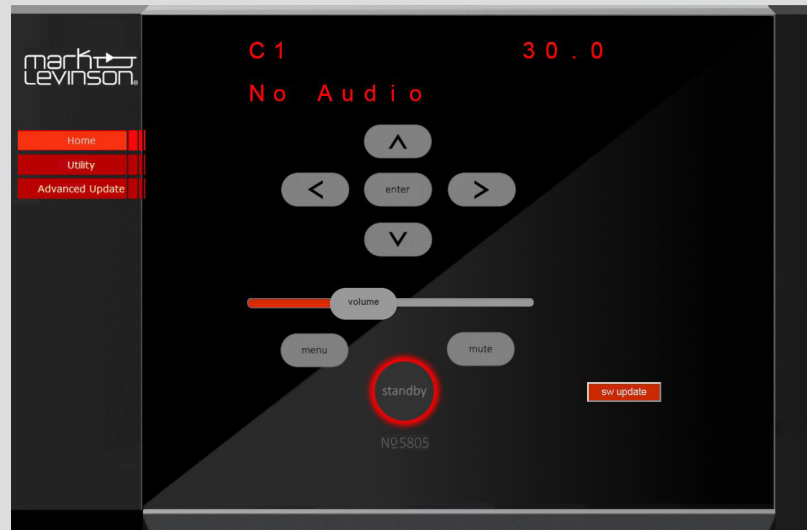 mark
Levinson®
Home
Utility
Advanced Update
C1 30.0
No Audio
enter
volume
menu mute
standby
sw update
Nº5805